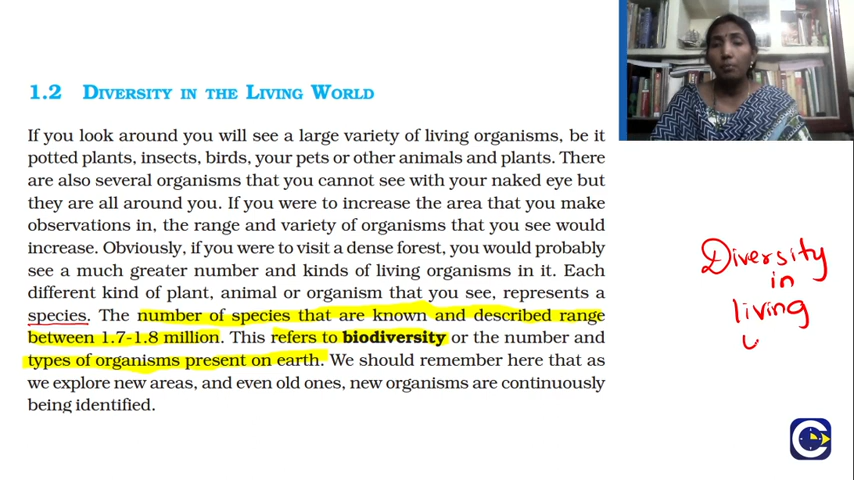 1.2 DIVERSITY IN THE LIVING WORLD
If you look around you will see a large variety of living organisms, be it
potted plants, insects, birds, your pets or other animals and plants. There
are also several organisms that you cannot see with your naked eye but
they are all around you. If you were to increase the area that you make
observations in, the range and variety of organisms that you see would
increase. Obviously, if you were to visit a dense forest, you would probably
see a much greater number and kinds of living organisms in it. Each
different kind of plant, animal or organism that you see, represents a
species. The number of species that are known and described range
between 1.7-1.8 million. This refers to biodiversity or the number and
types of organisms present on earth. We should remember here that as
we explore new areas, and even old ones, new organisms are continuously
being identified.
Diversity
in
living